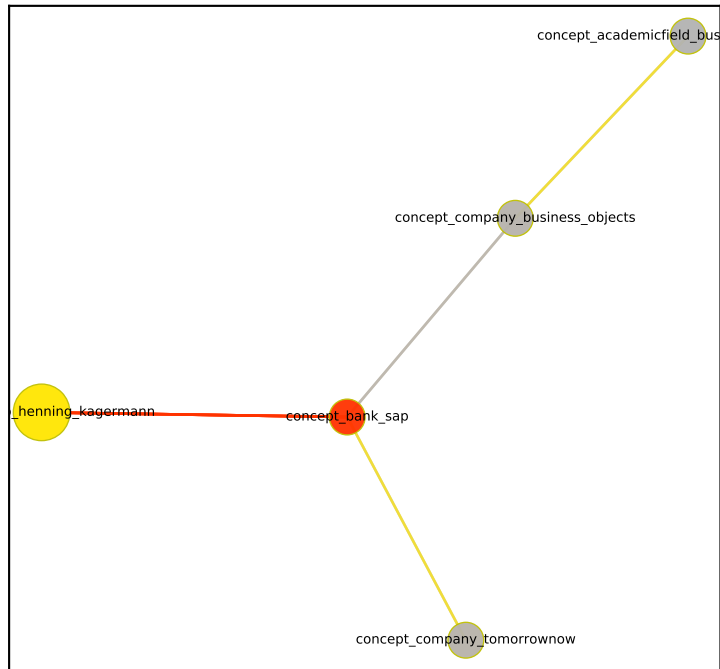 concept_academicfield_bus
concept_company_business_objects
_henning_kagermann
concept_bank_sap
concept_company_tomorrownow